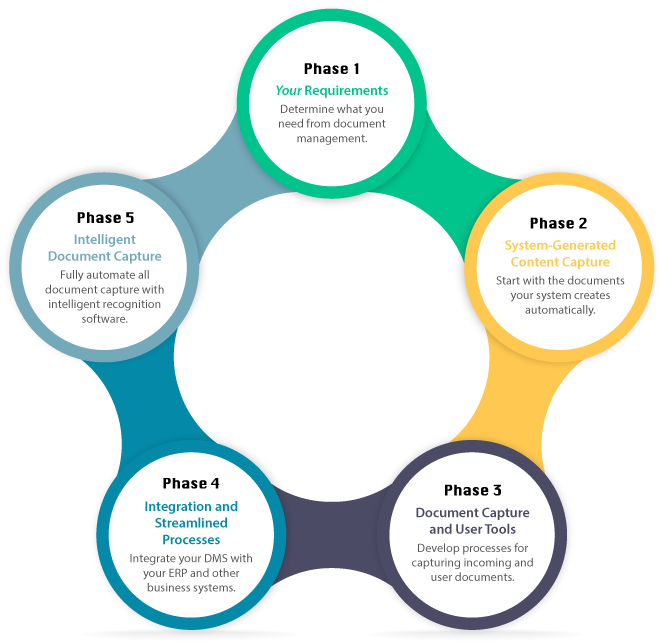 Phase 1
Your Requirements
Determine what you
need from document
management.
Phase 2
System-Generated
Content Capture
Start with the documents
your system creates
automatically.
Phase 3
Document Capture
and User Tools
Develop processes for
capturing incoming and
user documents.
Phase 4
Integration and
Streamlined
Processes
Integrate your DMS with
your ERP and other
business systems.
Phase 5
Intelligent
Document Capture
Fully automate all
document capture with
intelligent recognition
software.